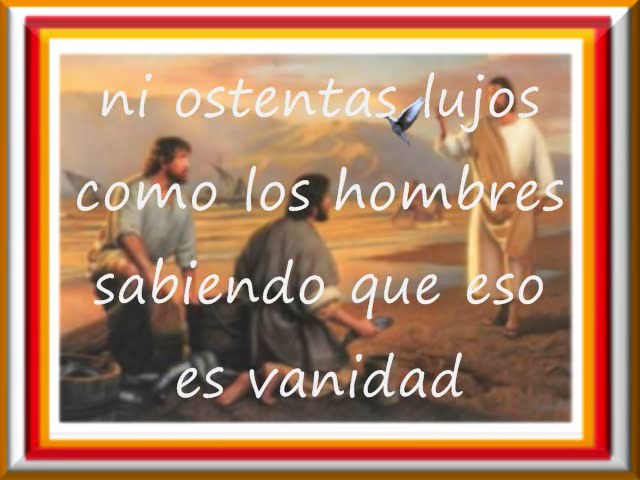 ni ostentas lujos
como los hombres
sabiendo que eso
es vanidad